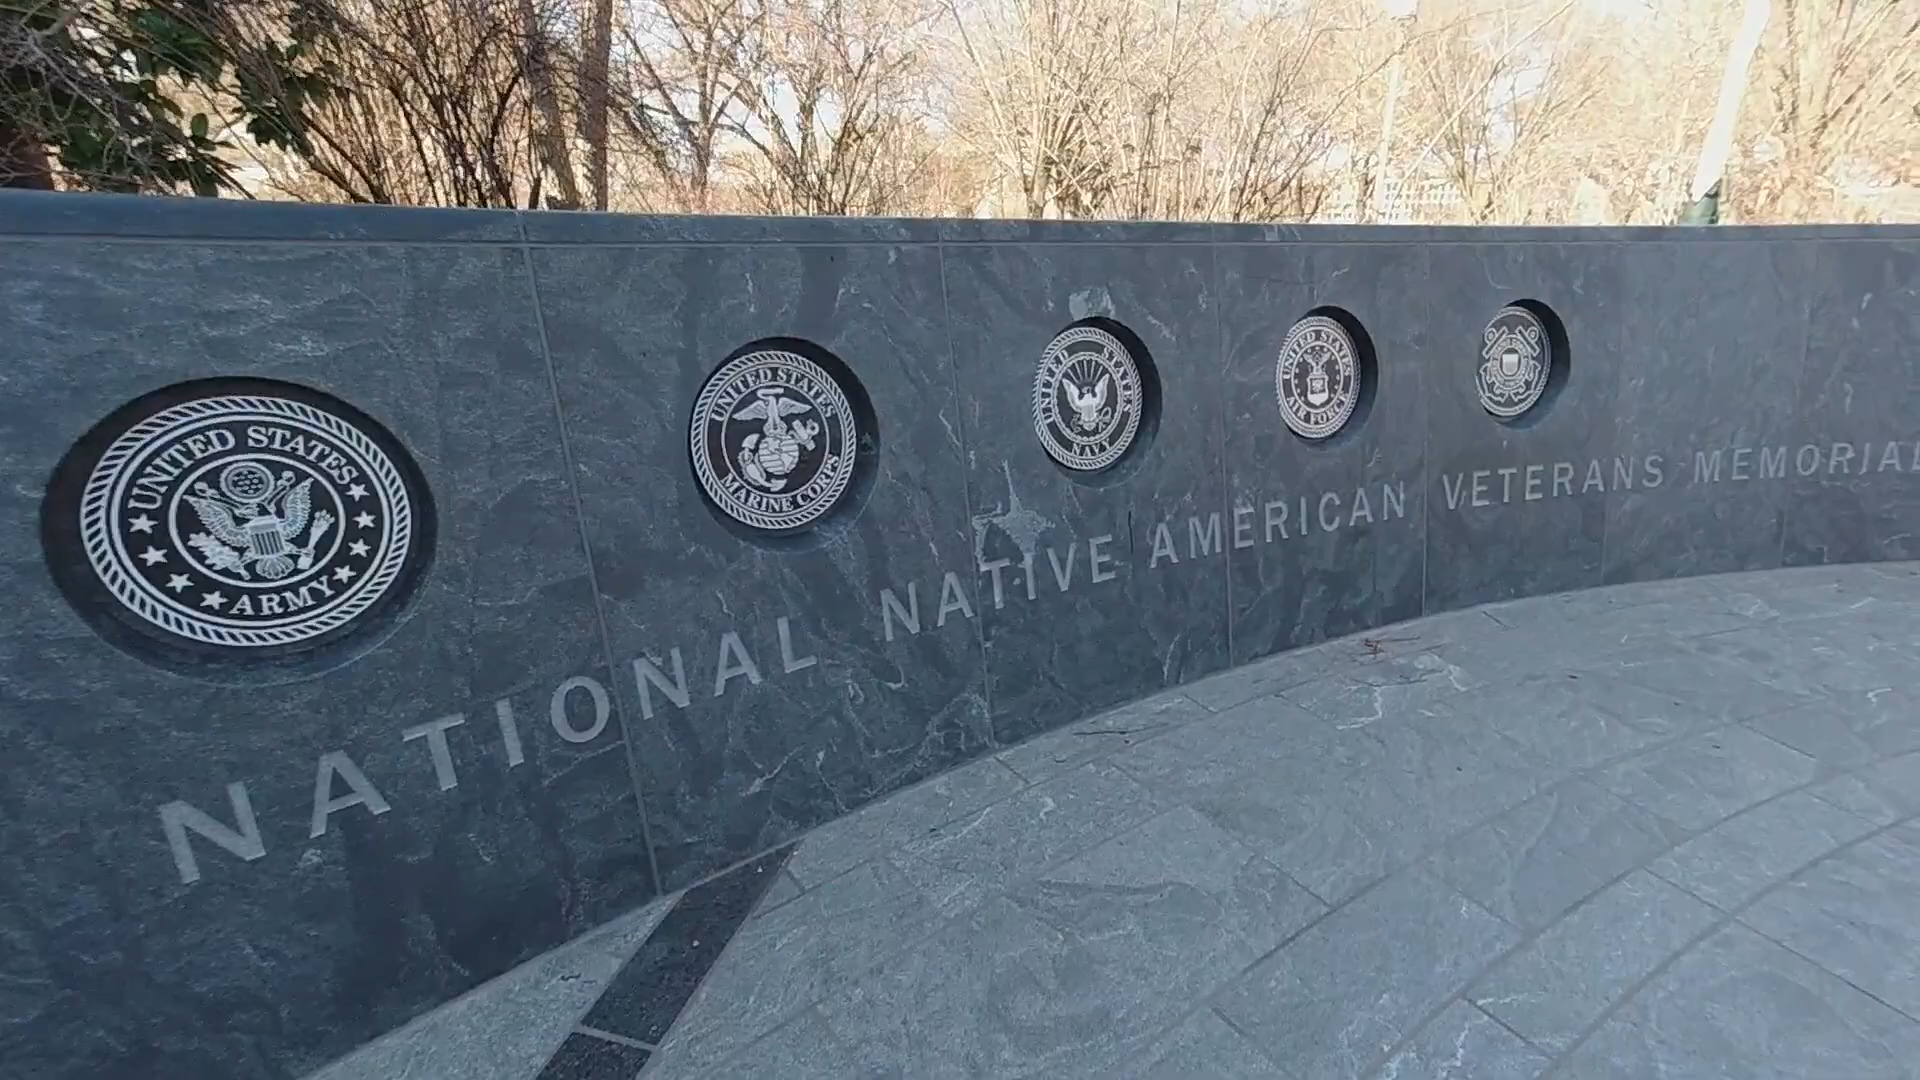 UNITED STATES
ARMY
UNITED STATES
MARINE CORPS
UNITED STATES
NAVY
UNITED STATES
AIR FORCE
NATIONAL NATIVE AMERICAN VETERANS MEMORIAL